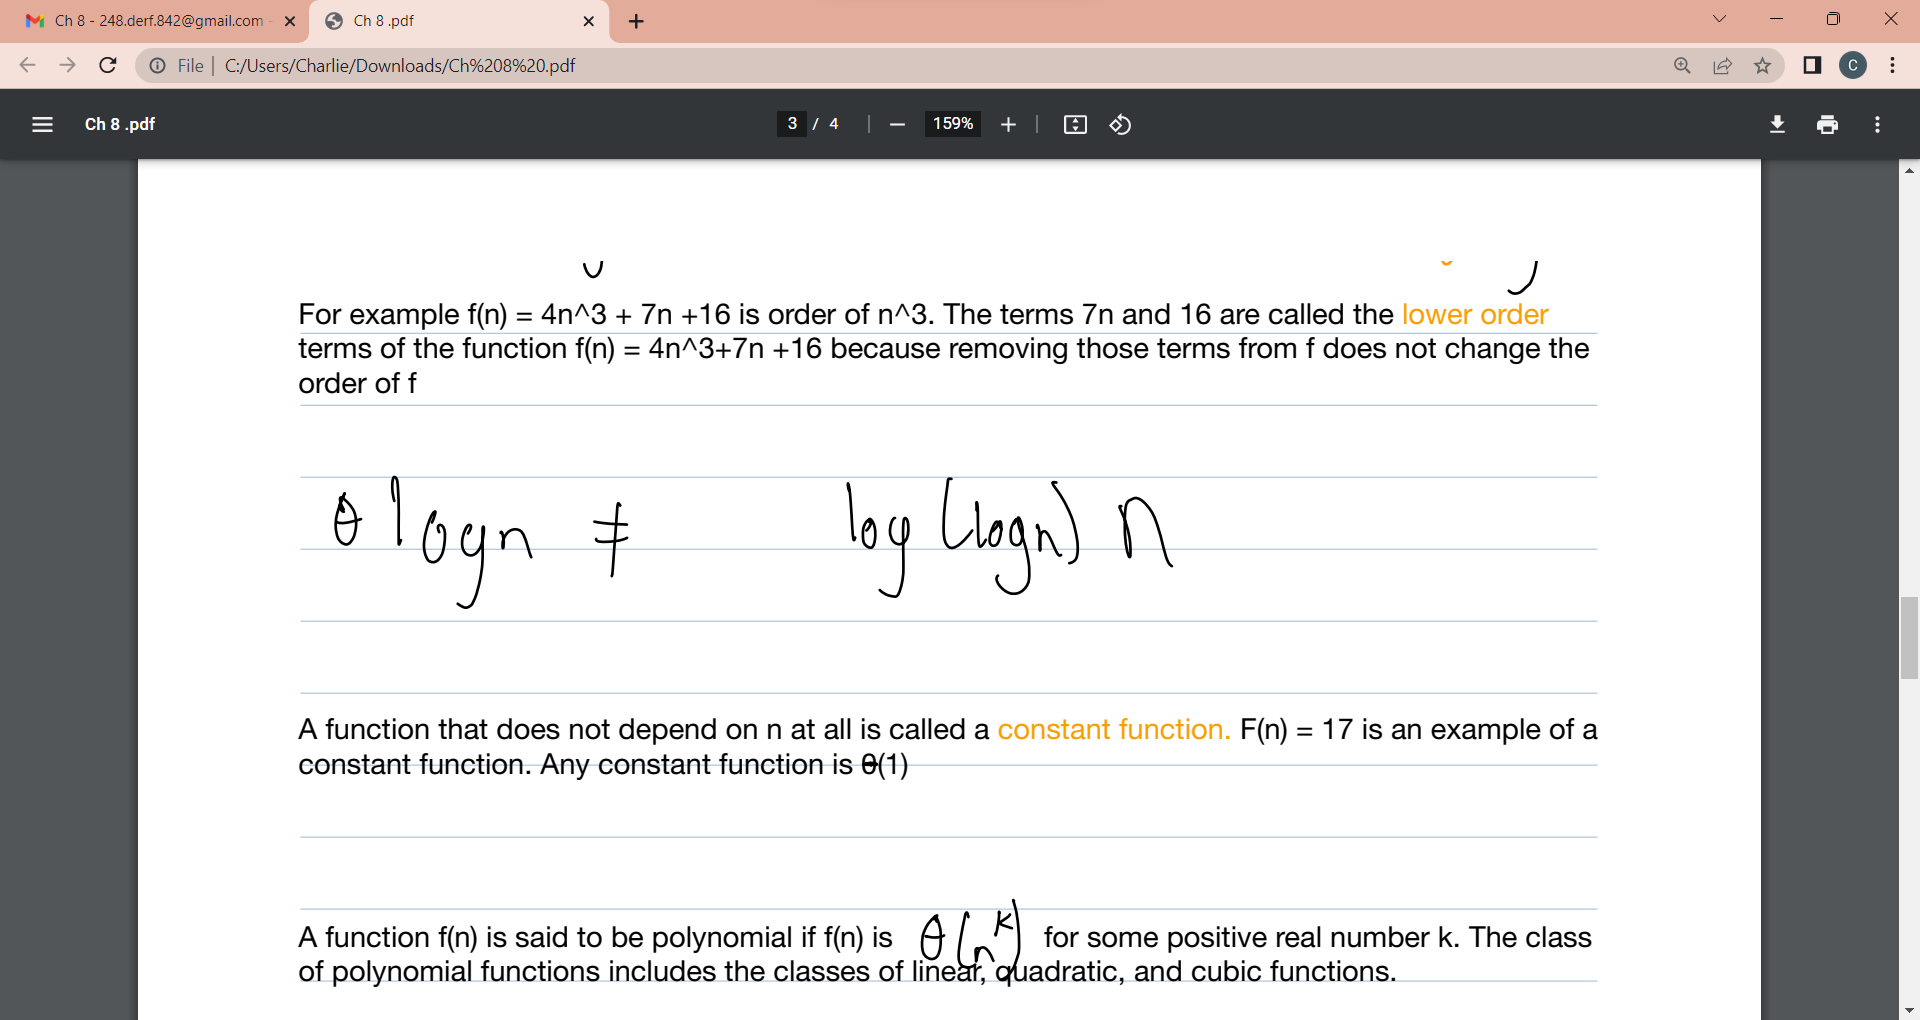 Ch 8 - 248.derf.842@gmail.com - Ch 8 .pdf
File | C:/Users/Charlie/Downloads/Ch%208%20.pdf C
Ch 8 .pdf 3 / 4 | − 159% + |
For example f(n) = 4n^3 + 7n +16 is order of n^3. The terms 7n and 16 are called the lower order
terms of the function f(n) = 4n^3+7n +16 because removing those terms from f does not change the
order of f
θ logn ≠ log (logn) n
A function that does not depend on n at all is called a constant function. F(n) = 17 is an example of a
constant function. Any constant function is θ(1)
A function f(n) is said to be polynomial if f(n) is θ(n^k) for some positive real number k. The class
of polynomial functions includes the classes of linear, quadratic, and cubic functions.